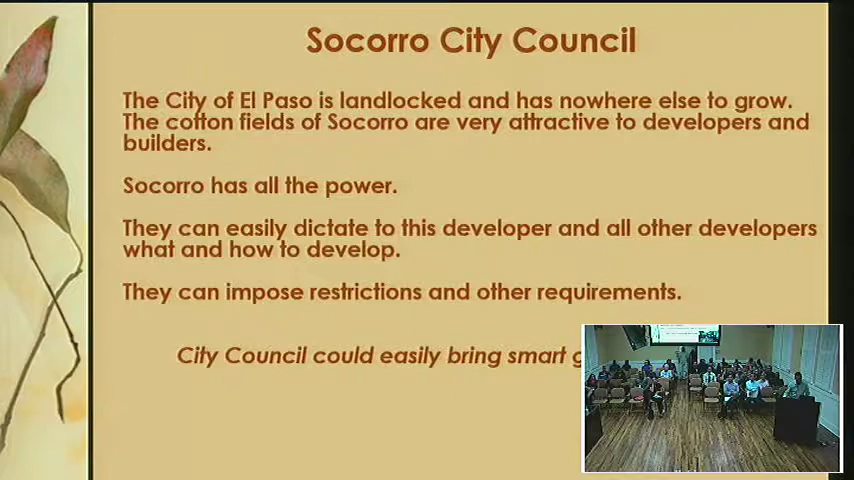 Socorro City Council
The City of El Paso is landlocked and has nowhere else to grow.
The cotton fields of Socorro are very attractive to developers and
builders.
Socorro has all the power.
They can easily dictate to this developer and all other developers
what and how to develop.
They can impose restrictions and other requirements.
City Council could easily bring smart g